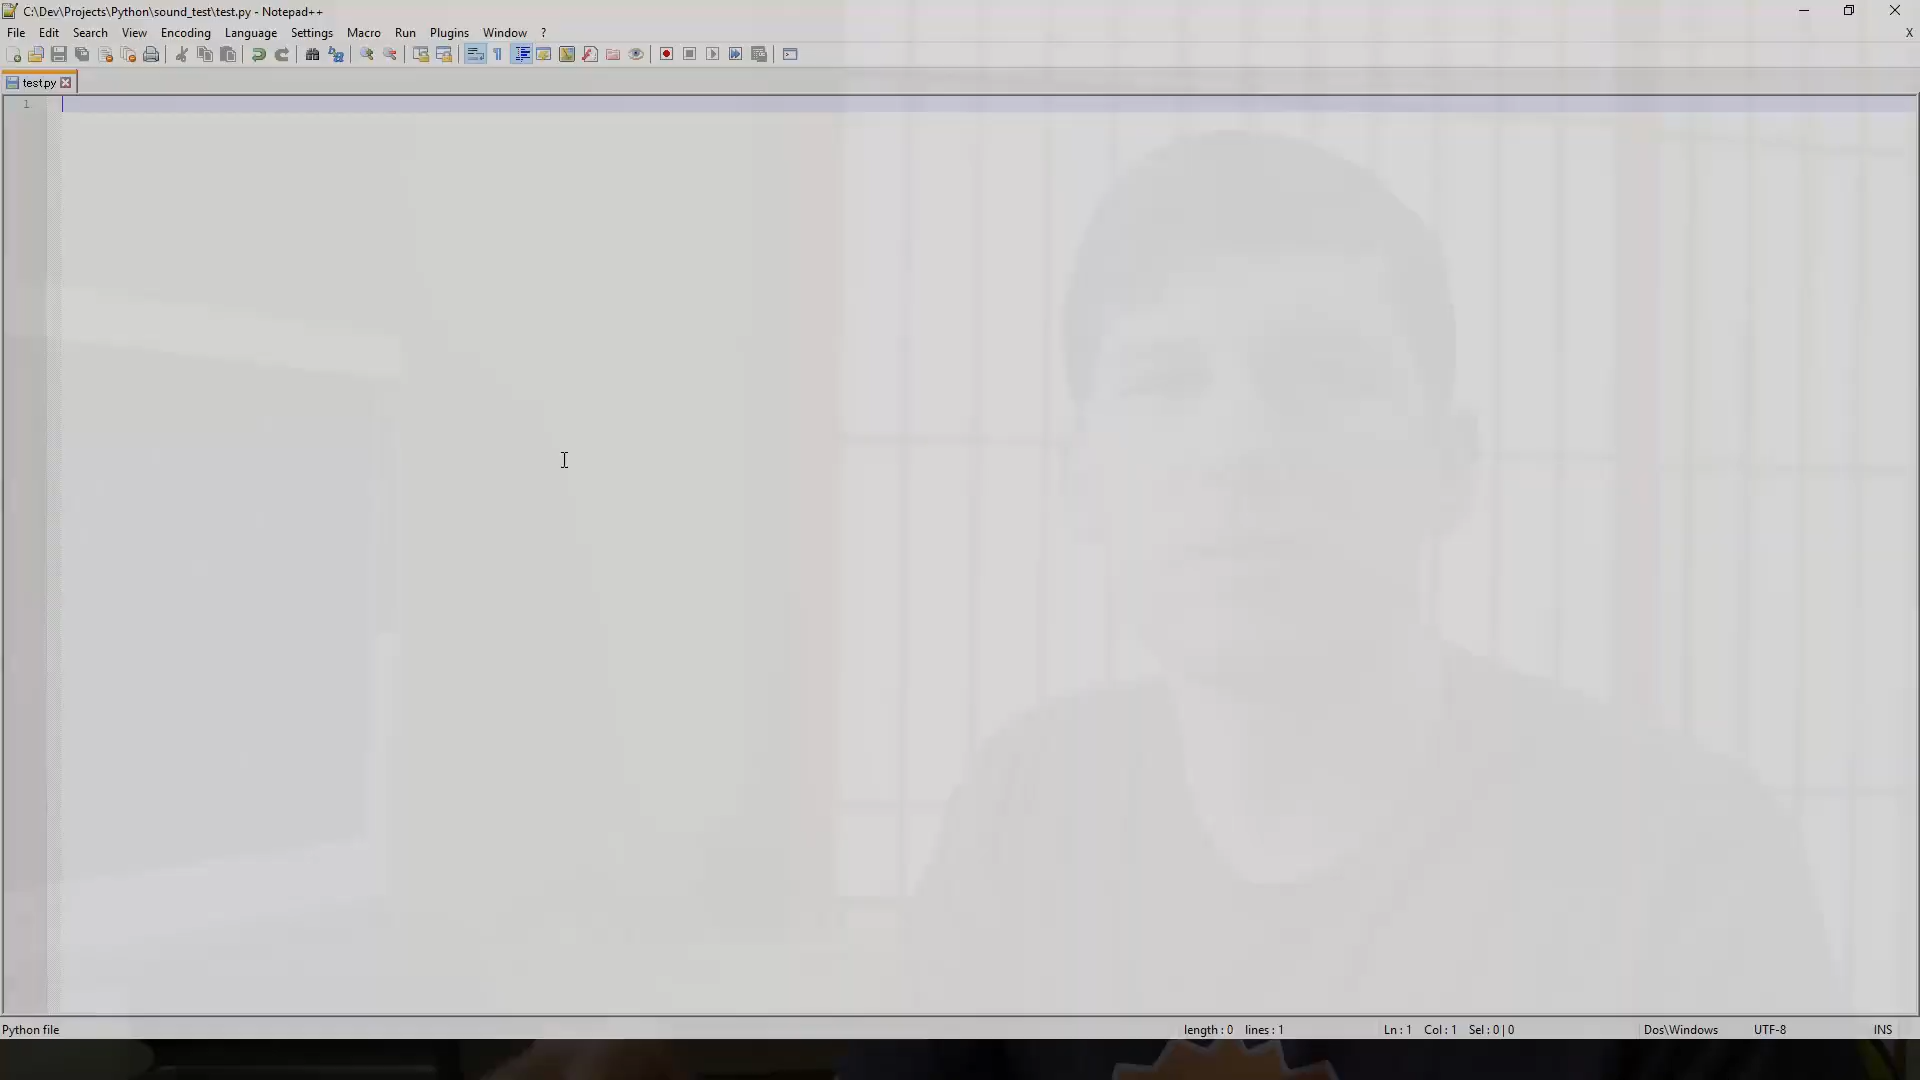 C:\Dev\Projects\Python\sound_test\test.py - Notepad++
File Edit Search View Encoding Language Settings Macro Run Plugins Window ? X
test.py
1
Python file length : 0 lines : 1 Ln : 1 Col : 1 Sel : 0 | 0 Dos\Windows UTF-8 INS